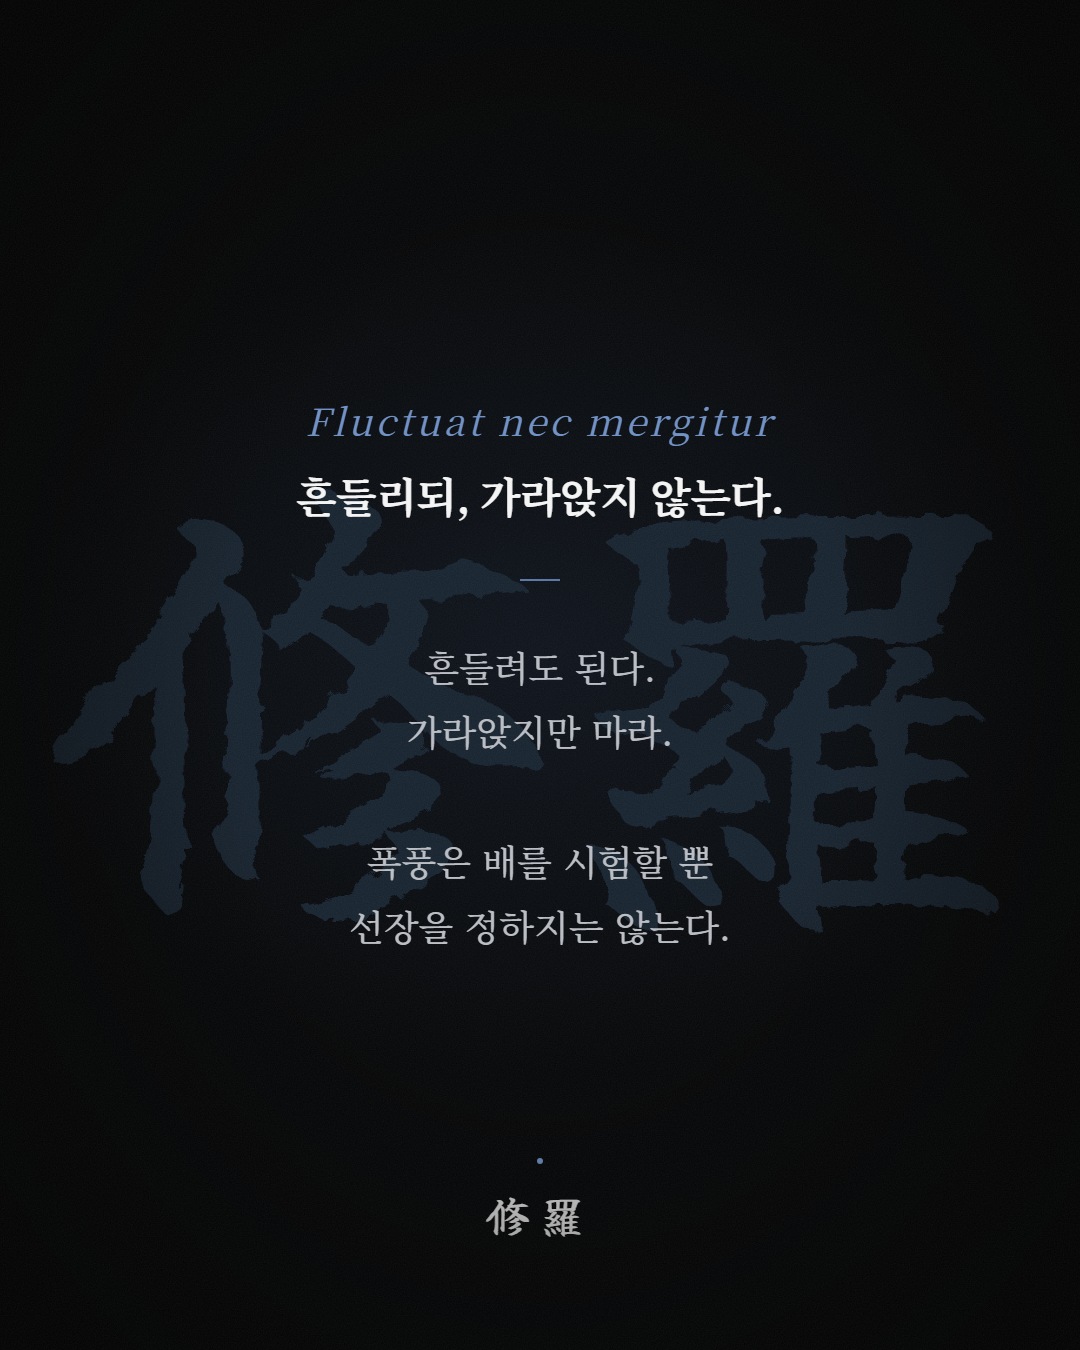 Fluctuat nec mergitur
흔들리되, 가라앉지 않는다.
修羅
흔들려도 된다.
가라앉지만 마라.
폭풍은 배를 시험할 뿐
선장을 정하지는 않는다.
修羅